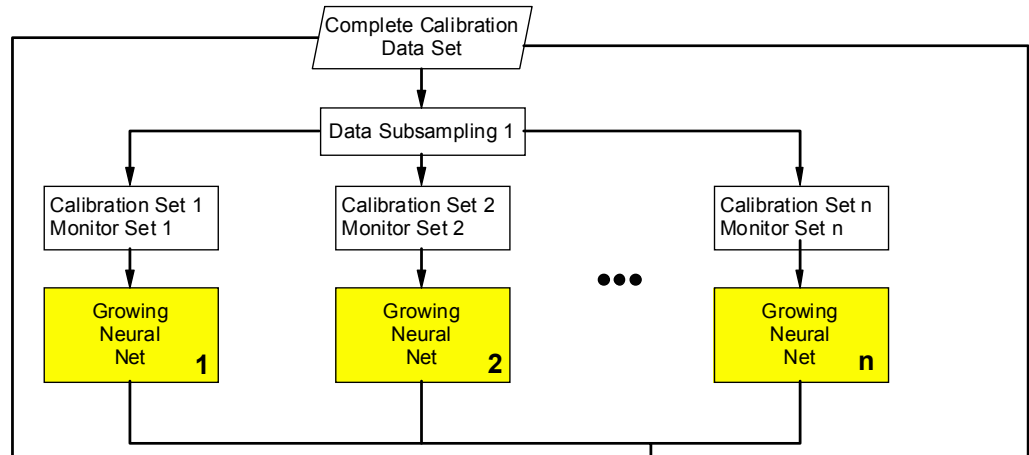 Complete Calibration
Data Set
Data Subsampling 1
Calibration Set 1
Monitor Set 1
Calibration Set 2
Monitor Set 2
Calibration Set n
Monitor Set n
Growing
Neural
Net
1
Growing
Neural
Net
2
Growing
Neural
Net
n